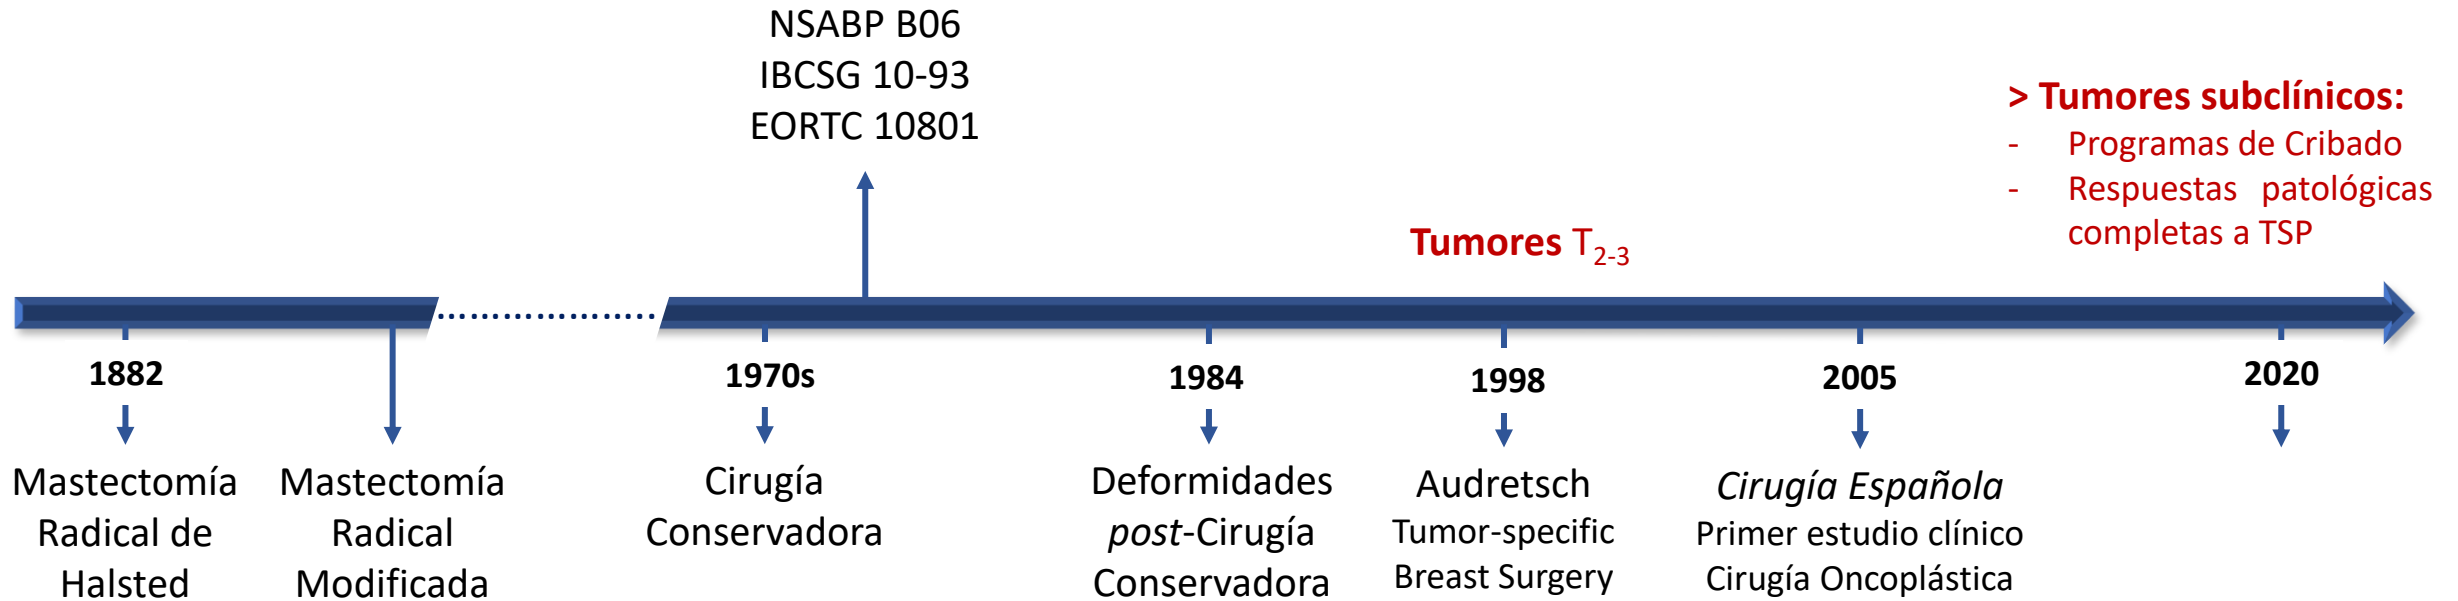 NSABP B06
IBCSG 10-93
EORTC 10801
> Tumores subclínicos:
- Programas de Cribado
- Respuestas patológicas
completas a TSP
Tumores T2-3
1882
1970s
1984
1998
2005
2020
Mastectomía
Radical de
Halsted
Mastectomía
Radical
Modificada
Cirugía
Conservadora
Deformidades
post-Cirugía
Conservadora
Audretsch
Tumor-specific
Breast Surgery
Cirugía Española
Primer estudio clínico
Cirugía Oncoplástica